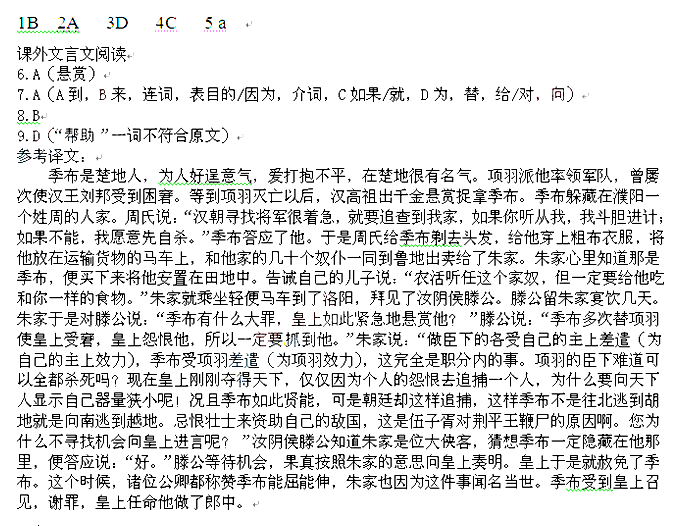 1B 2A 3D 4C 5 a
课外文言文阅读
6.A（悬赏）
7.A（A到，B来，连词，表目的/因为，介词，C如果/就，D为，替，给/对，向）
8.B
9.D（“帮助”一词不符合原文）
参考译文：
季布是楚地人，为人好逞意气，爱打抱不平，在楚地很有名气。项羽派他率领军队，曾屡
次使汉王刘邦受到困窘。等到项羽灭亡以后，汉高祖出千金悬赏捉拿季布。季布躲藏在濮阳一
个姓周的人家。周氏说：“汉朝寻找将军很着急，就要追查到我家，如果你听从我，我斗胆进计；
如果不能，我愿意先自杀。”季布答应了他。于是周氏给季布剃去头发，给他穿上粗布衣服，将
他放在运输货物的马车上，和他家的几十个奴仆一同到鲁地出卖给了朱家。朱家心里知道那是
季布，便买下来将他安置在田地中。告诫自己的儿子说：“农活听任这个家奴，但一定要给他吃
和你一样的食物。”朱家就乘坐轻便马车到了洛阳，拜见了汝阴侯滕公。滕公留朱家宴饮几天。
朱家于是对滕公说：“季布有什么大罪，皇上如此紧急地悬赏他？”滕公说：“季布多次替项羽
使皇上受窘，皇上怨恨他，所以一定要抓到他。”朱家说：“做臣下的各受自己的主上差遣（为
自己的主上效力），季布受项羽差遣（为项羽效力），这完全是职分内的事。项羽的臣下难道可
以全都杀死吗？现在皇上刚刚夺得天下，仅仅因为个人的怨恨去追捕一个人，为什么要向天下
人显示自己器量狭小呢！况且季布如此贤能，可是朝廷却这样追捕，这样季布不是往北逃到胡
地就是向南逃到越地。忌恨壮士来资助自己的敌国，这是伍子胥对荆平王鞭尸的原因啊。您为
什么不寻找机会向皇上进言呢？”汝阴侯滕公知道朱家是位大侠客，猜想季布一定隐藏在他那
里，便答应说：“好。”滕公等待机会，果真按照朱家的意思向皇上奏明。皇上于是就赦免了季
布。这个时候，诸位公卿都称赞季布能屈能伸，朱家也因为这件事闻名当世。季布受到皇上召
见，谢罪，皇上任命他做了郎中。